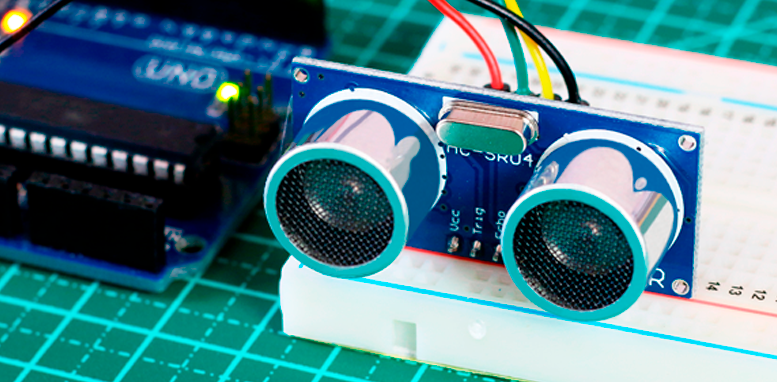 UNO
HC-SR04
Vcc
Trig
Echo
R
14
13
12